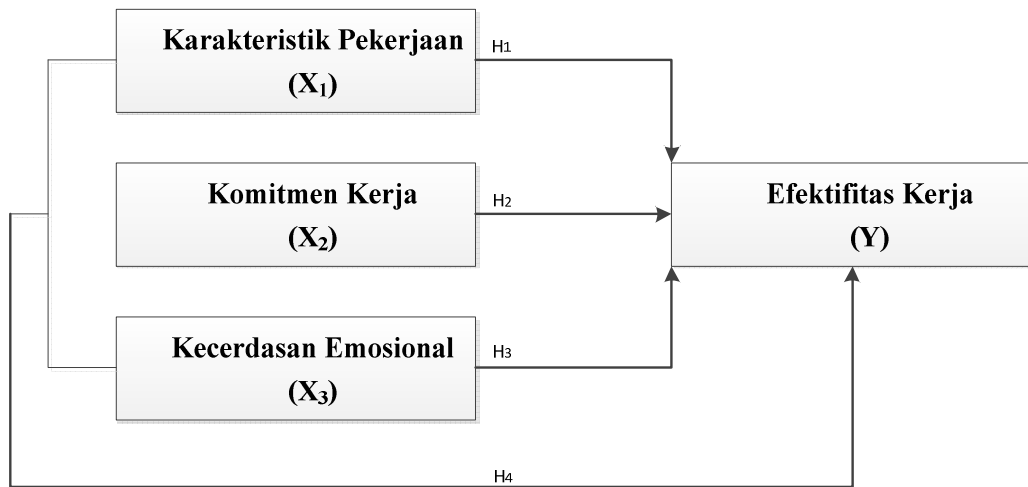 Karakteristik Pekerjaan
(X₁)
H1
Komitmen Kerja
(X₂)
H2
Efektifitas Kerja
(Y)
Kecerdasan Emosional
(X₃)
H3
H4